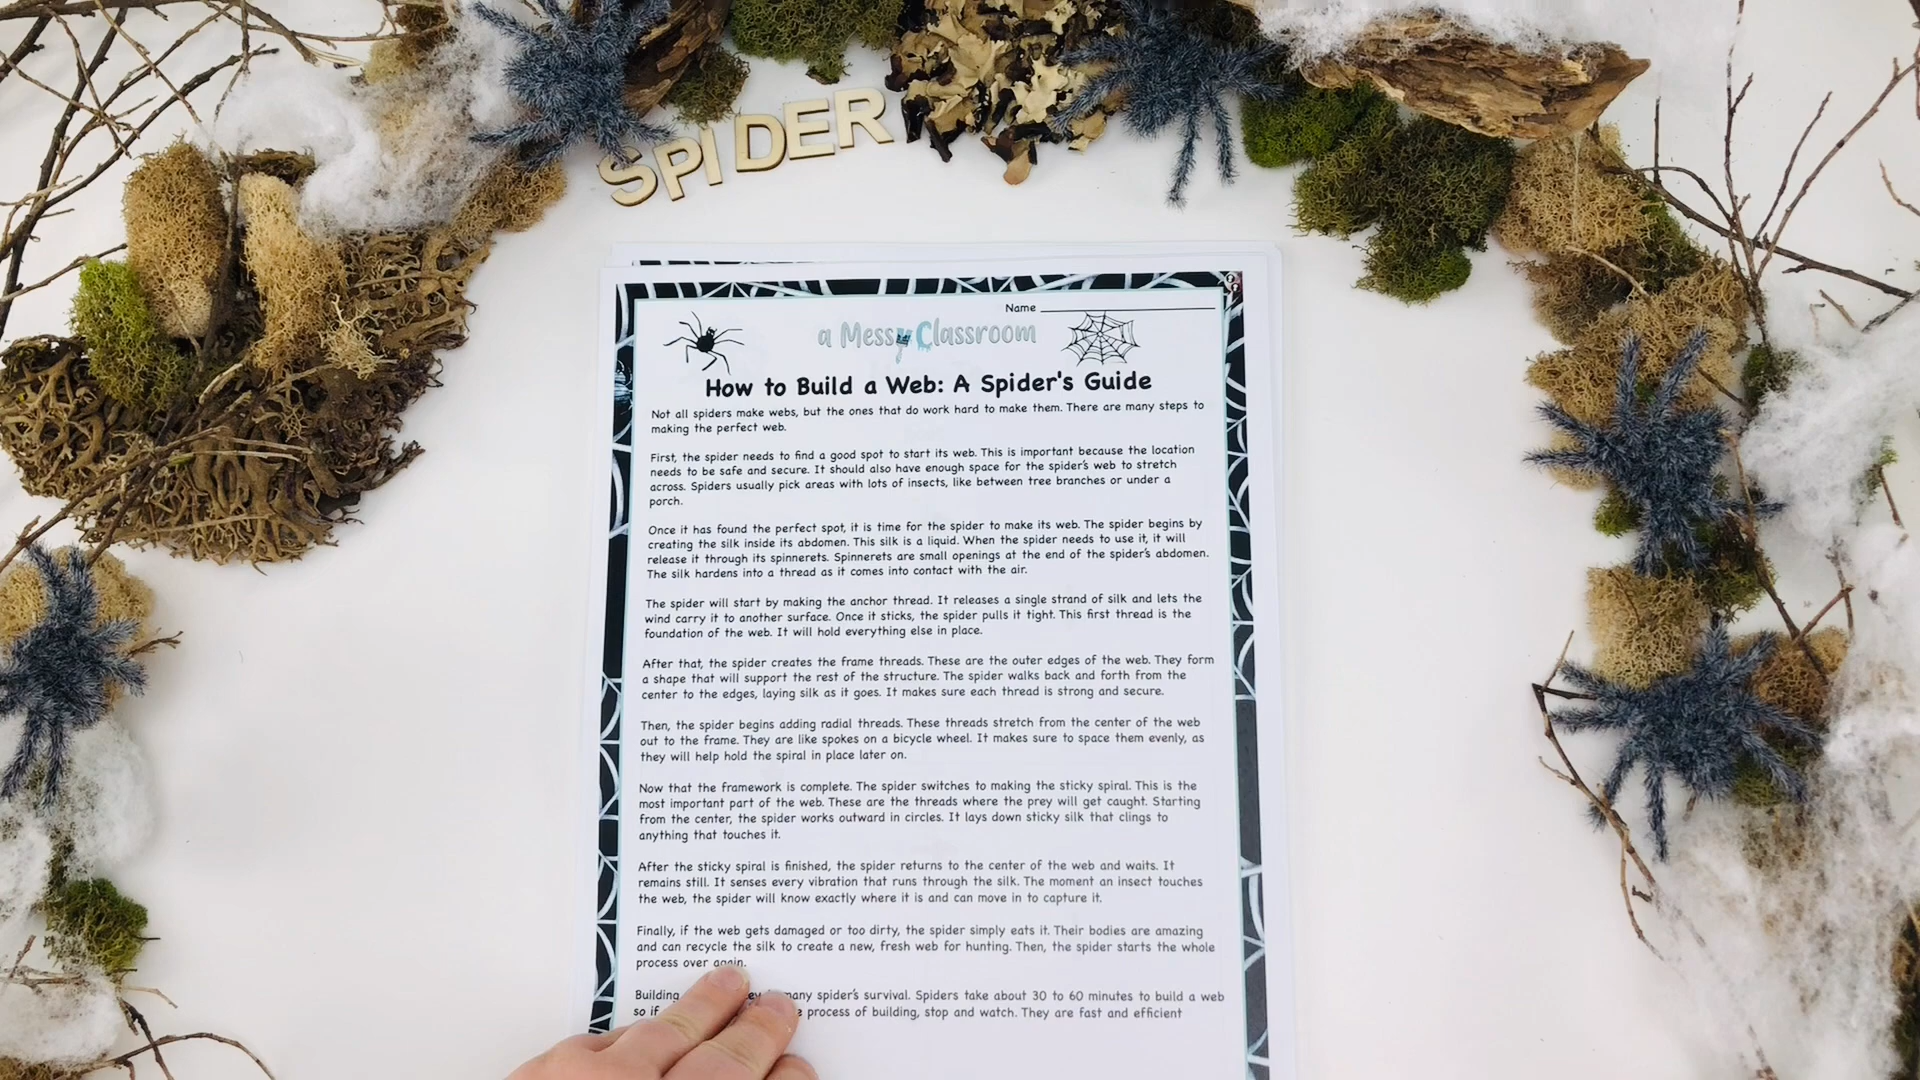 SPIDER
Name
a Messy Classroom
How to Build a Web: A Spider's Guide
Not all spiders make webs, but the ones that do work hard to make them. There are many steps to
making the perfect web.
First, the spider needs to find a good spot to start its web. This is important because the location
needs to be safe and secure. It should also have enough space for the spider's web to stretch
across. Spiders usually pick areas with lots of insects, like between tree branches or under a
porch.
Once it has found the perfect spot, it is time for the spider to make its web. The spider begins by
creating the silk inside its abdomen. This silk is a liquid. When the spider needs to use it, it will
release it through its spinnerets. Spinnerets are small openings at the end of the spider's abdomen.
The silk hardens into a thread as it comes into contact with the air.
The spider will start by making the anchor thread. It releases a single strand of silk and lets the
wind carry it to another surface. Once it sticks, the spider pulls it tight. This first thread is the
foundation of the web. It will hold everything else in place.
After that, the spider creates the frame threads. These are the outer edges of the web. They form
a shape that will support the rest of the structure. The spider walks back and forth from the
center to the edges, laying silk as it goes. It makes sure each thread is strong and secure.
Then, the spider begins adding radial threads. These threads stretch from the center of the web
out to the frame. They are like spokes on a bicycle wheel. It makes sure to space them evenly, as
they will help hold the spiral in place later on.
Now that the framework is complete. The spider switches to making the sticky spiral. This is the
most important part of the web. These are the threads where the prey will get caught. Starting
from the center, the spider works outward in circles. It lays down sticky silk that clings to
anything that touches it.
After the sticky spiral is finished, the spider returns to the center of the web and waits. It
remains still. It senses every vibration that runs through the silk. The moment an insect touches
the web, the spider will know exactly where it is and can move in to capture it.
Finally, if the web gets damaged or too dirty, the spider simply eats it. Their bodies are amazing
and can recycle the silk to create a new, fresh web for hunting. Then, the spider starts the whole
process over again.
Building many spider's survival. Spiders take about 30 to 60 minutes to build a web
so if process of building, stop and watch. They are fast and efficient